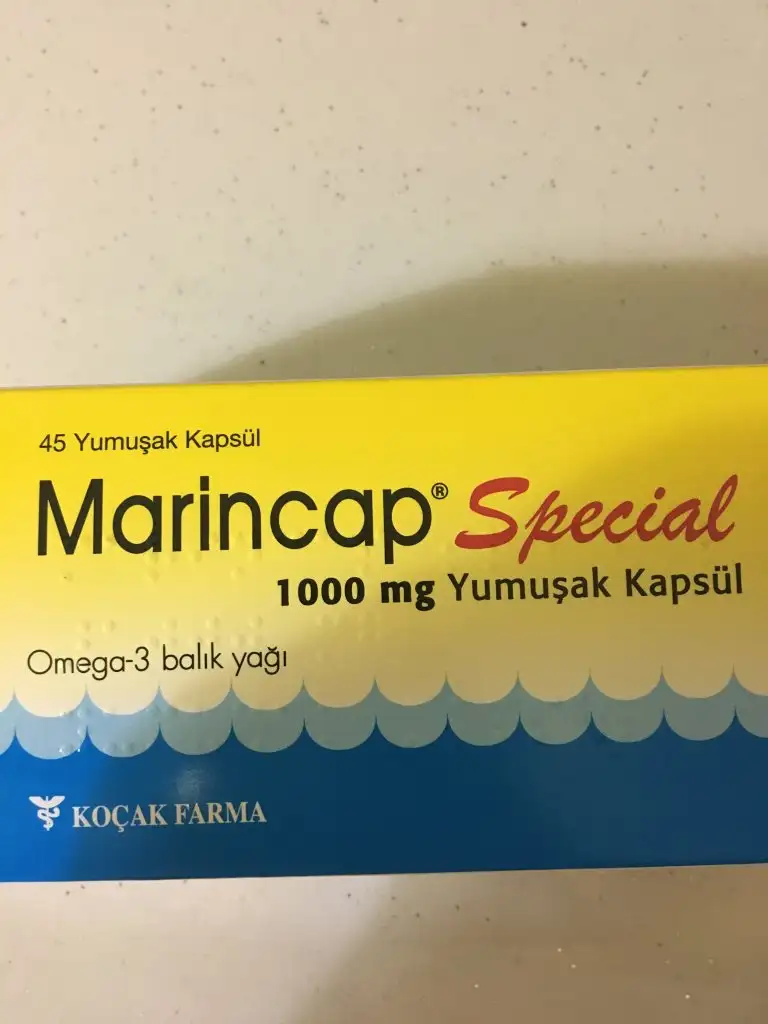 45 Yumuşak Kapsül
Marincap® Special
1000 mg Yumuşak Kapsül
Omega-3 balık yağı
KOÇAK FARMA